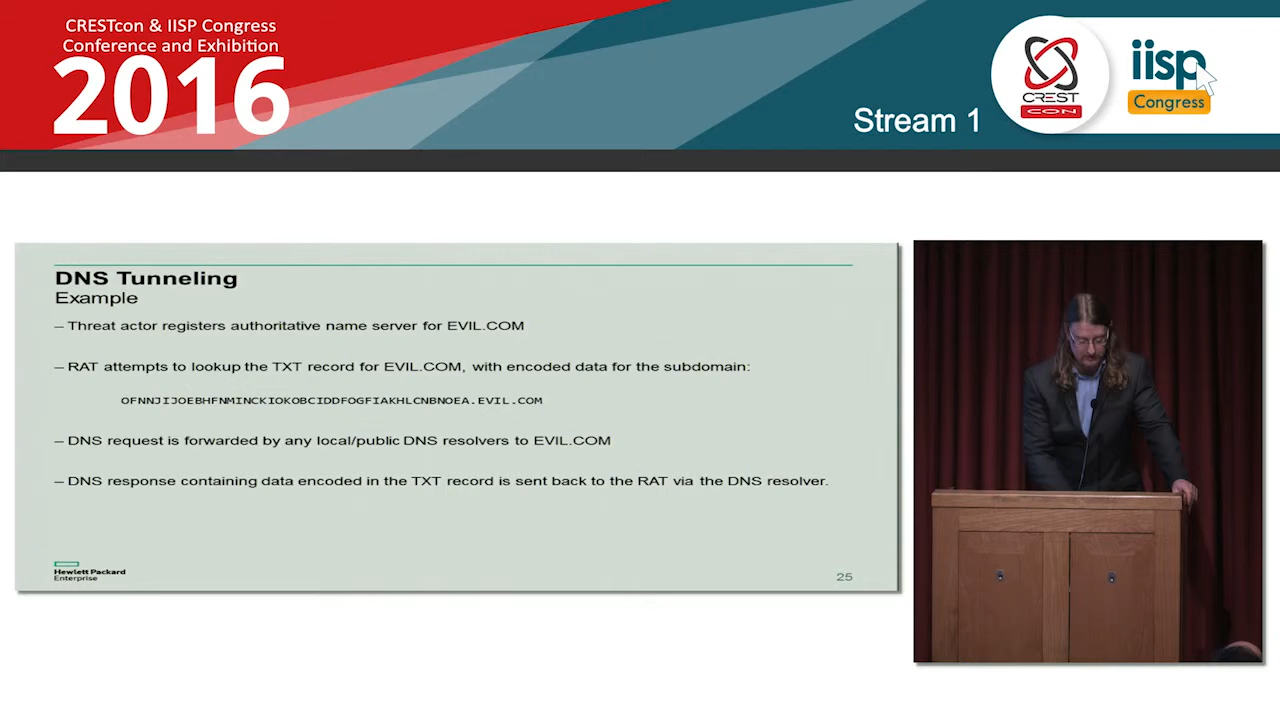 CRESTcon & IISP Congress
Conference and Exhibition
2016
Stream 1
CREST
CON
iisp
Congress
DNS Tunneling
Example
– Threat actor registers authoritative name server for EVIL.COM
– RAT attempts to lookup the TXT record for EVIL.COM, with encoded data for the subdomain:
OFNNJIJOEBHFNMINCKIOKOBCIDDFOGFIAKHLCNBNOEA.EVIL.COM
– DNS request is forwarded by any local/public DNS resolvers to EVIL.COM
– DNS response containing data encoded in the TXT record is sent back to the RAT via the DNS resolver.
Hewlett Packard
Enterprise
25